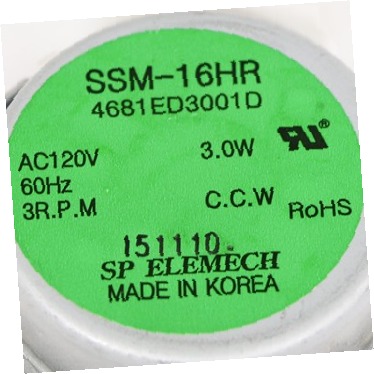 SSM-16HR
4681ED3001D
AC120V 3.0W
60Hz
3R.P.M C.C.W RoHS
151110
SP ELEMECH
MADE IN KOREA